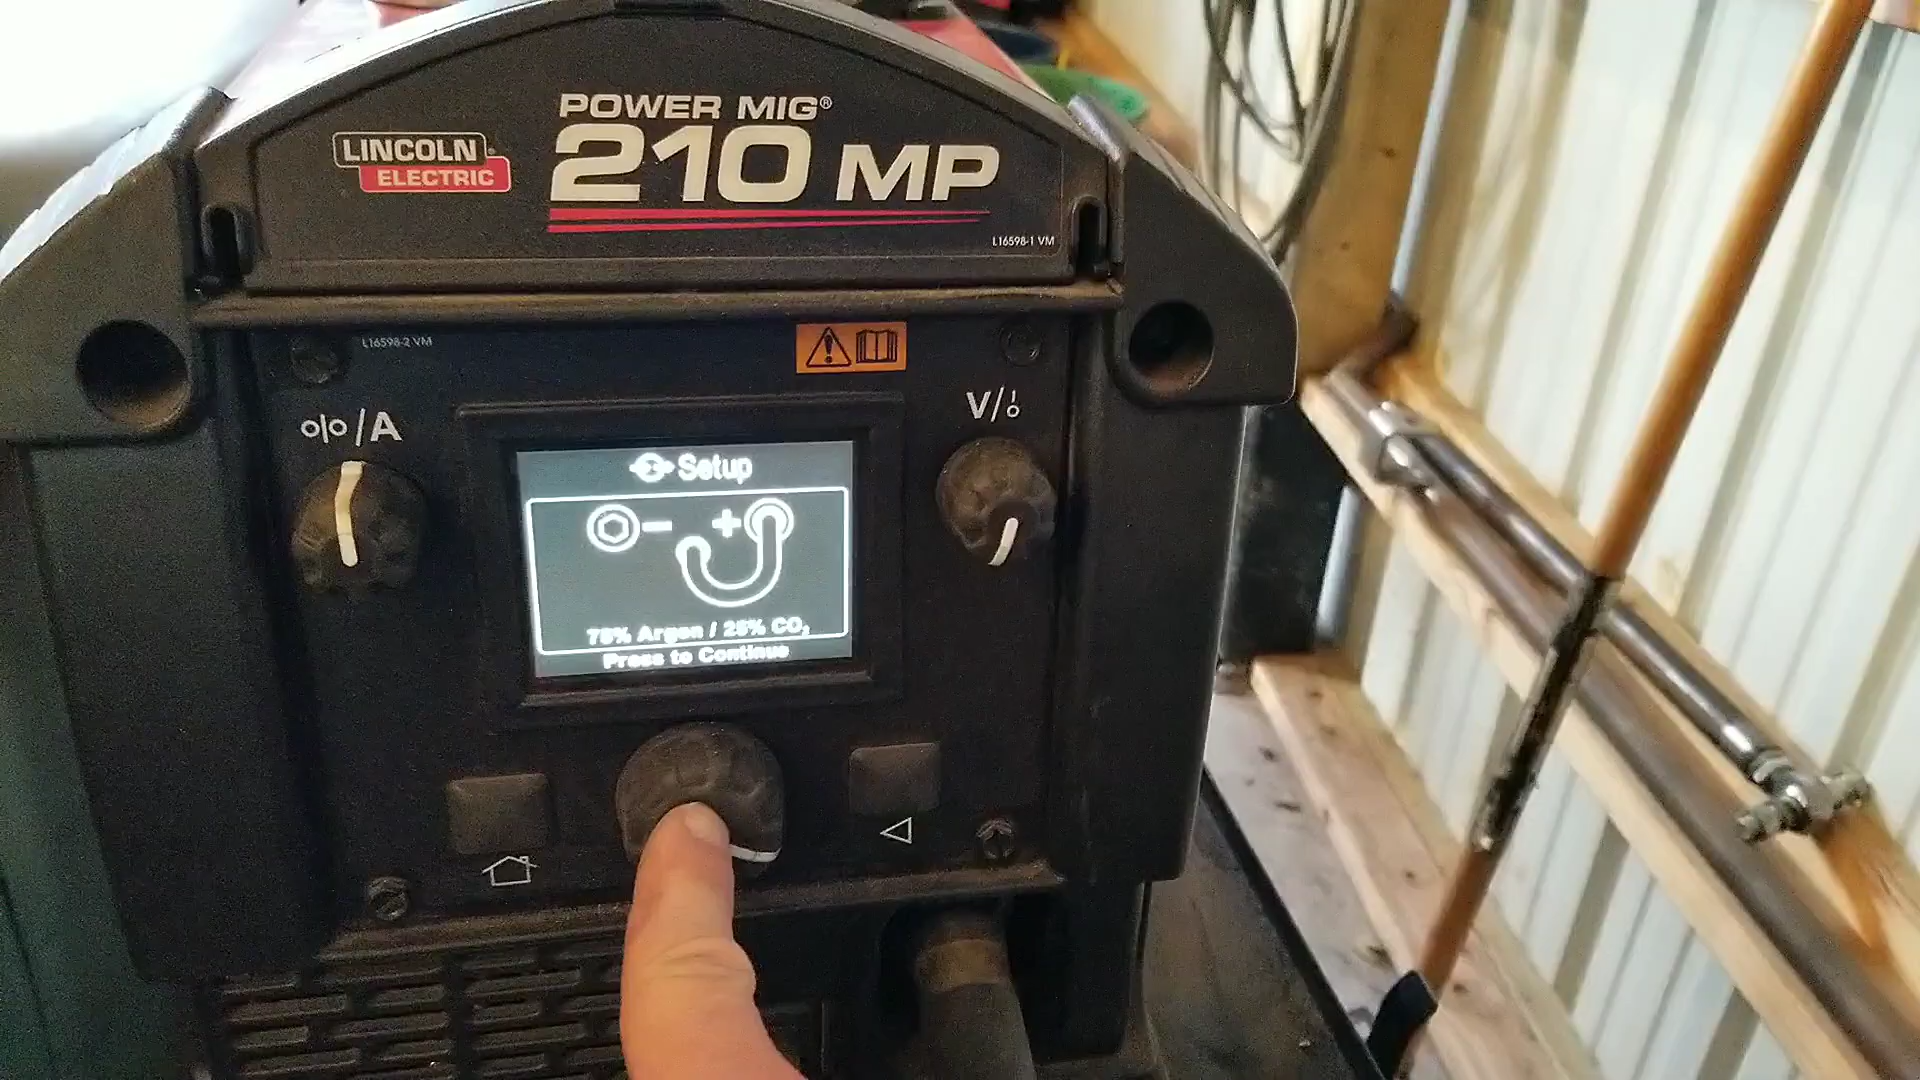 POWER MIG®
LINCOLN®
ELECTRIC
210 MP
L16598-1 VM
L16598-2 VM
olo/A
V/
Setup
- +
75% Argon / 25% CO₂
Press to Continue